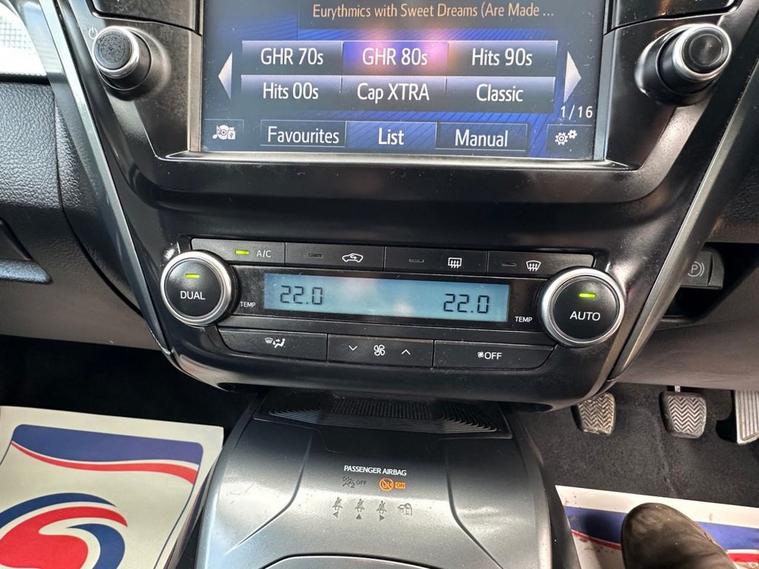 Eurythmics with Sweet Dreams (Are Made ...
GHR 70s GHR 80s Hits 90s
Hits 00s Cap XTRA Classic
1/16
Favourites List Manual
A/C
DUAL
TEMP
22.0 22.0
TEMP
AUTO
OFF
PASSENGER AIRBAG
OFF ON